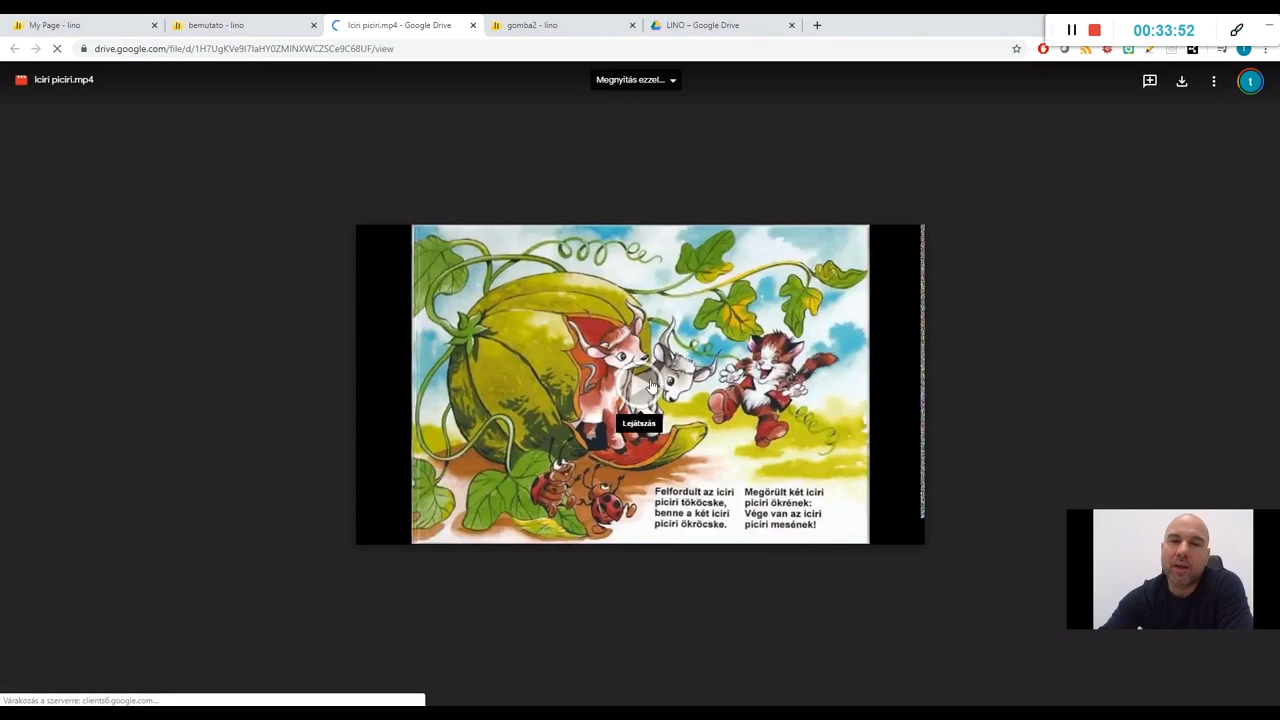 My Page - lino
bemutato - lino
Iciri piciri.mp4 - Google Drive
gomba2 - lino
LINO – Google Drive
00:33:52
drive.google.com/file/d/1H7UgKVe9I7IaHY0ZMINXWCZSCe9C68UF/view
Iciri piciri.mp4
Megnyitás ezzel...
t
Lejátszás
Felfordult az iciri
piciri tököcske,
benne a két iciri
piciri ökröcske.
Megörült két iciri
piciri ökrének:
Vége van az iciri
piciri mesének!
Várakozás a szerverre: clients6.google.com...